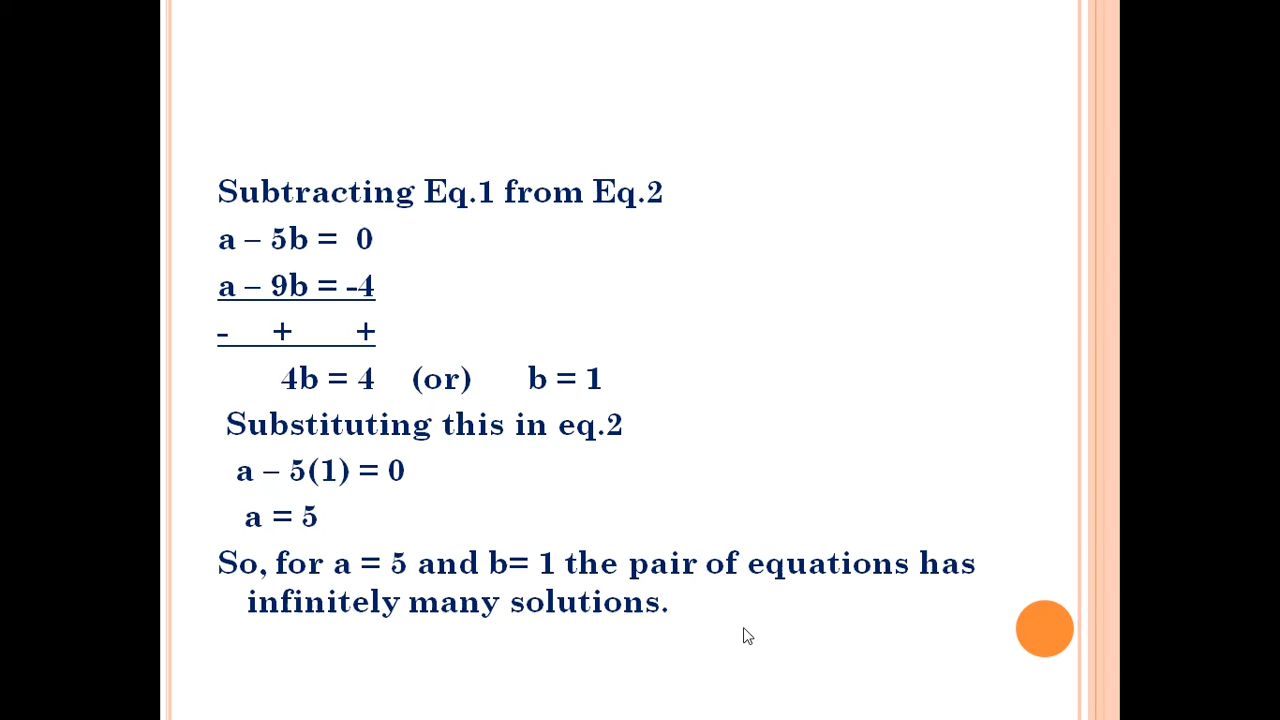 Subtracting Eq.1 from Eq.2
a – 5b = 0
a – 9b = -4
- + +
4b = 4 (or) b = 1
Substituting this in eq.2
a – 5(1) = 0
a = 5
So, for a = 5 and b= 1 the pair of equations has
infinitely many solutions.